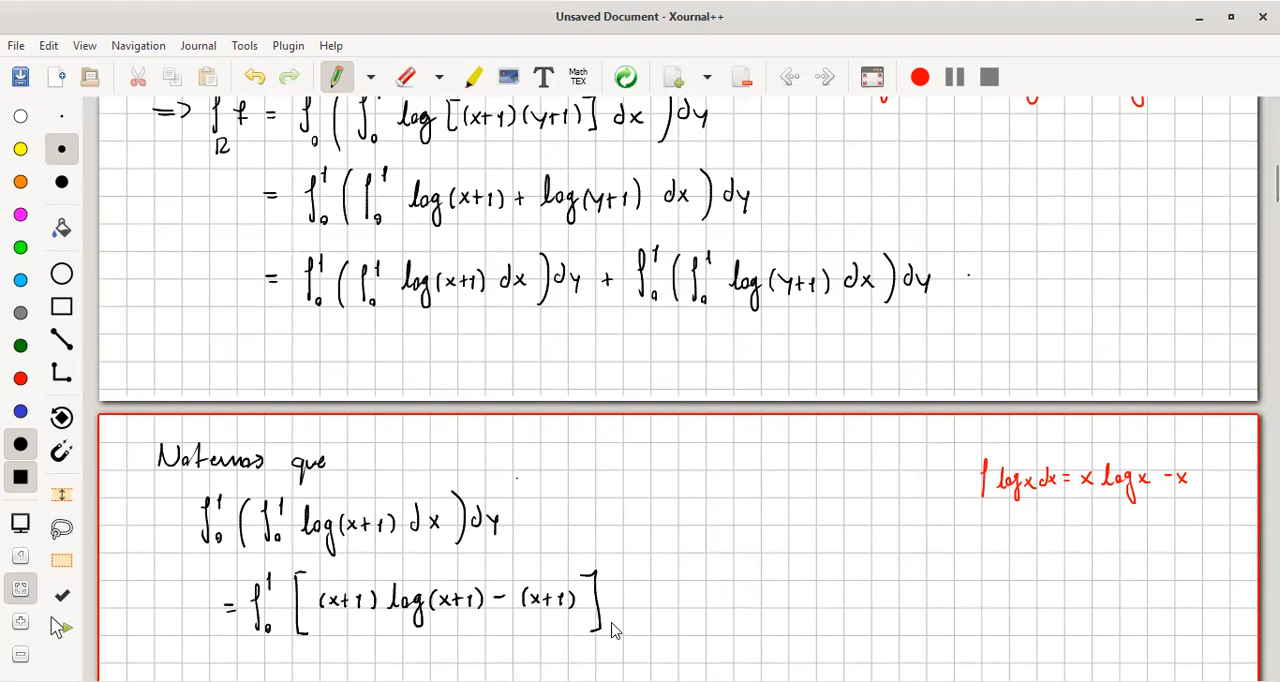 Unsaved Document - Xournal++
File Edit View Navigation Journal Tools Plugin Help
T Math TEX
=> ∫_R f = ∫_0 ( ∫_0^1 log[(x+1)(y+1)] dx ) dy
= ∫_0^1 ( ∫_0^1 log(x+1) + log(y+1) dx ) dy
= ∫_0^1 ( ∫_0^1 log(x+1) dx ) dy + ∫_0^1 ( ∫_0^1 log(y+1) dx ) dy
Notemos que
∫ log x dx = x log x - x
∫_0^1 ( ∫_0^1 log(x+1) dx ) dy
= ∫_0^1 [ (x+1) log(x+1) - (x+1) ]